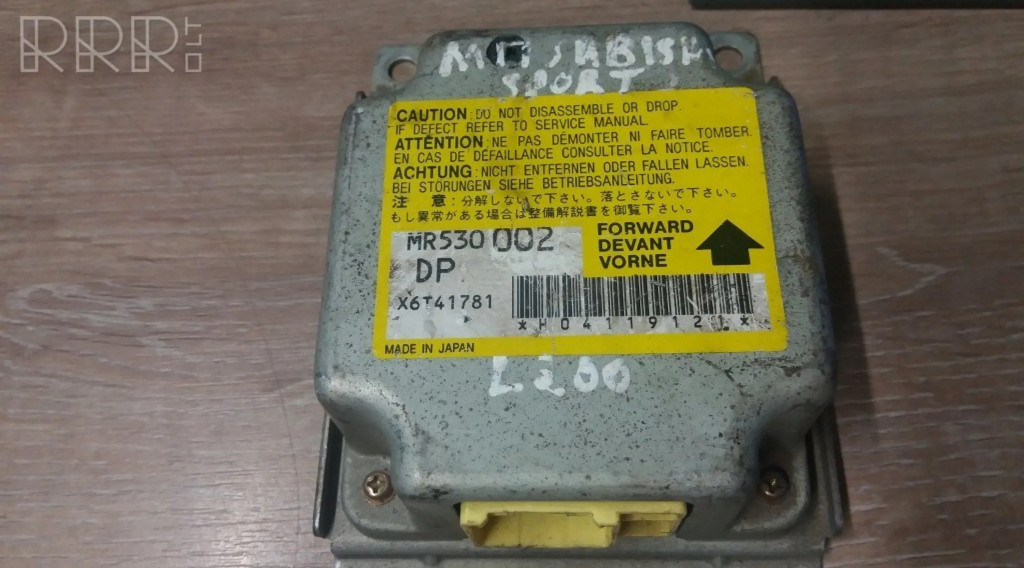 RRR.LT
MITSUBISHI
SPORT
CAUTION : DO NOT DISASSEMBLE OR DROP.
IF DEFECT REFER TO SERVICE MANUAL.
ATTENTION : NE PAS DÉMONTER NI FAIRE TOMBER.
EN CAS DE DÉFAILLANCE CONSULTER LA NOTICE.
ACHTUNG : NICHT ENTFERNEN ODER FALLEN LASSEN.
BEI STÖRUNGEN SIEHE BETRIEBSANLEITUNG.
注 意:分解しないで下さい。落とさないで下さい。
もし異常がある場合は整備解説書を御覧下さい。
MR530 002
DP
X6T41781
FORWARD
DEVANT
VORNE
*H04119121*
MADE IN JAPAN
L200